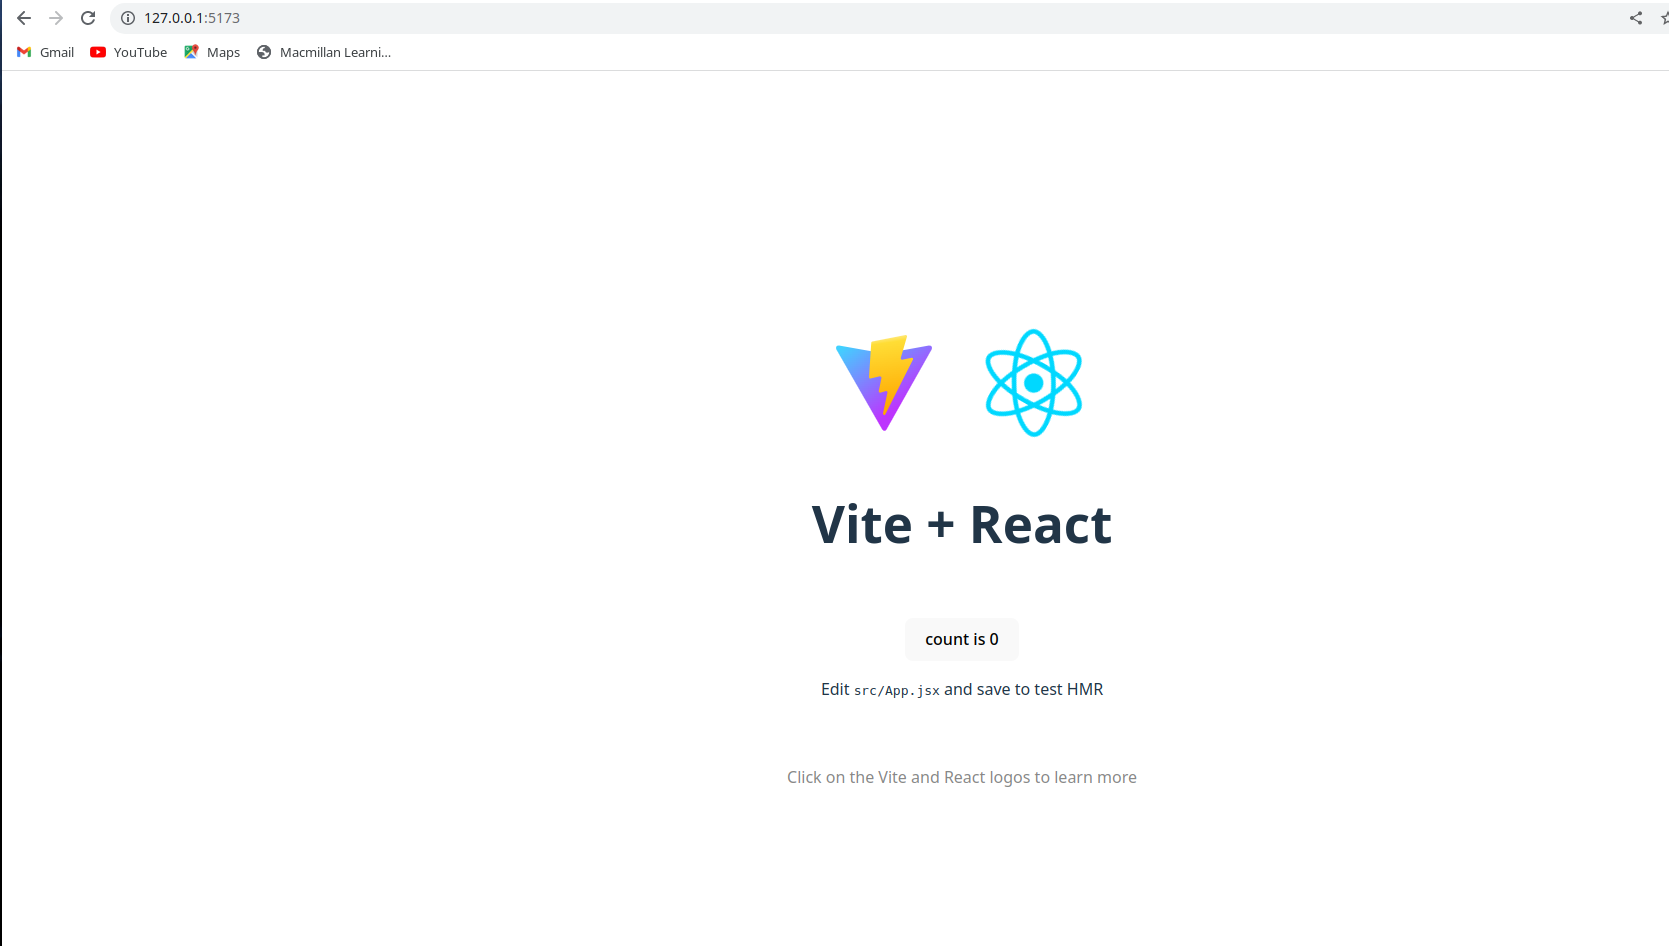 127.0.0.1:5173
Gmail YouTube Maps Macmillan Learni...
Vite + React
count is 0
Edit src/App.jsx and save to test HMR
Click on the Vite and React logos to learn more